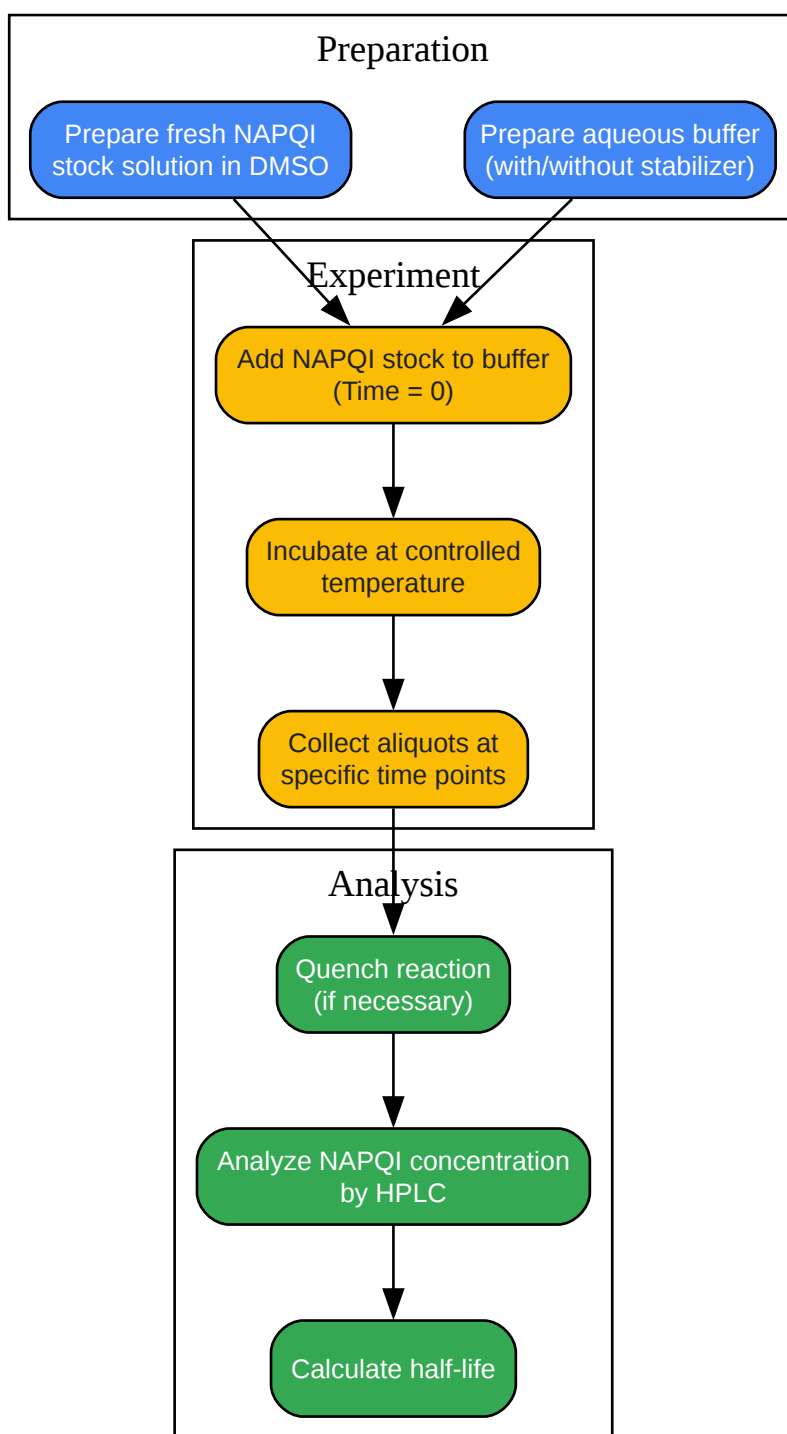 Preparation
Prepare fresh NAPQI
stock solution in DMSO
Prepare aqueous buffer
(with/without stabilizer)
Experiment
Add NAPQI stock to buffer
(Time = 0)
Incubate at controlled
temperature
Collect aliquots at
specific time points
Analysis
Quench reaction
(if necessary)
Analyze NAPQI concentration
by HPLC
Calculate half-life